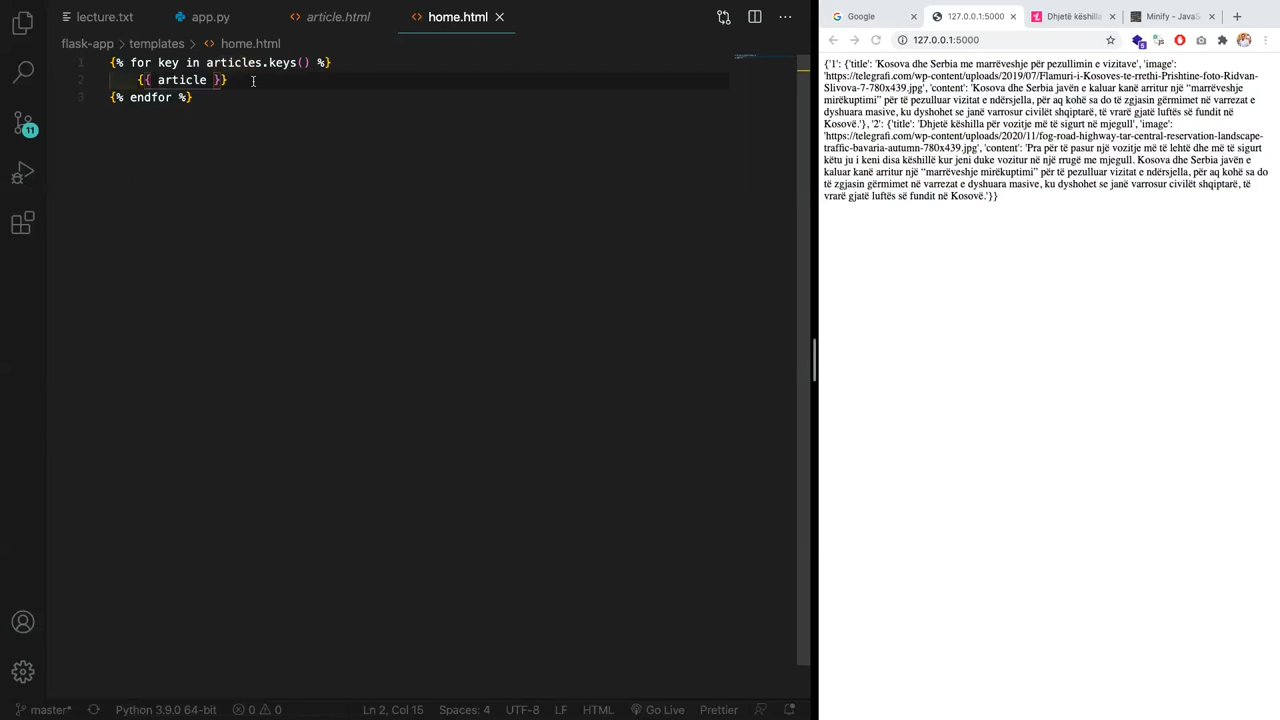 lecture.txt
app.py
article.html
home.html
flask-app
templates
home.html
1 {% for key in articles.keys() %}
2 {{ article }}
3 {% endfor %}
11
master*
Python 3.9.0 64-bit
0
0
Ln 2, Col 15
Spaces: 4
UTF-8
LF
HTML
Go Live
Prettier
Google
127.0.0.1:5000
Dhjetë këshilla
Minify - JavaS
127.0.0.1:5000
{'1': {'title': 'Kosova dhe Serbia me marrëveshje për pezullimin e vizitave', 'image':
'https://telegrafi.com/wp-content/uploads/2019/07/Flamuri-i-Kosoves-te-rrethi-Prishtine-foto-Ridvan-
Slivova-7-780x439.jpg', 'content': 'Kosova dhe Serbia javën e kaluar kanë arritur një “marrëveshje
mirëkuptimi” për të pezulluar vizitat e ndërsjella, për aq kohë sa do të zgjasin gërmimet në varrezat e
dyshuara masive, ku dyshohet se janë varrosur civilët shqiptarë, të vrarë gjatë luftës së fundit në
Kosovë.'}, '2': {'title': 'Dhjetë këshilla për vozitje më të sigurt në mjegull', 'image':
'https://telegrafi.com/wp-content/uploads/2020/11/fog-road-highway-tar-central-reservation-landscape-
traffic-bavaria-autumn-780x439.jpg', 'content': 'Pra për të pasur një vozitje më të lehtë dhe më të sigurt
këtu ju i keni disa këshillë kur jeni duke vozitur në një rrugë me mjegull. Kosova dhe Serbia javën e
kaluar kanë arritur një “marrëveshje mirëkuptimi” për të pezulluar vizitat e ndërsjella, për aq kohë sa do
të zgjasin gërmimet në varrezat e dyshuara masive, ku dyshohet se janë varrosur civilët shqiptarë, të
vrarë gjatë luftës së fundit në Kosovë.'}}